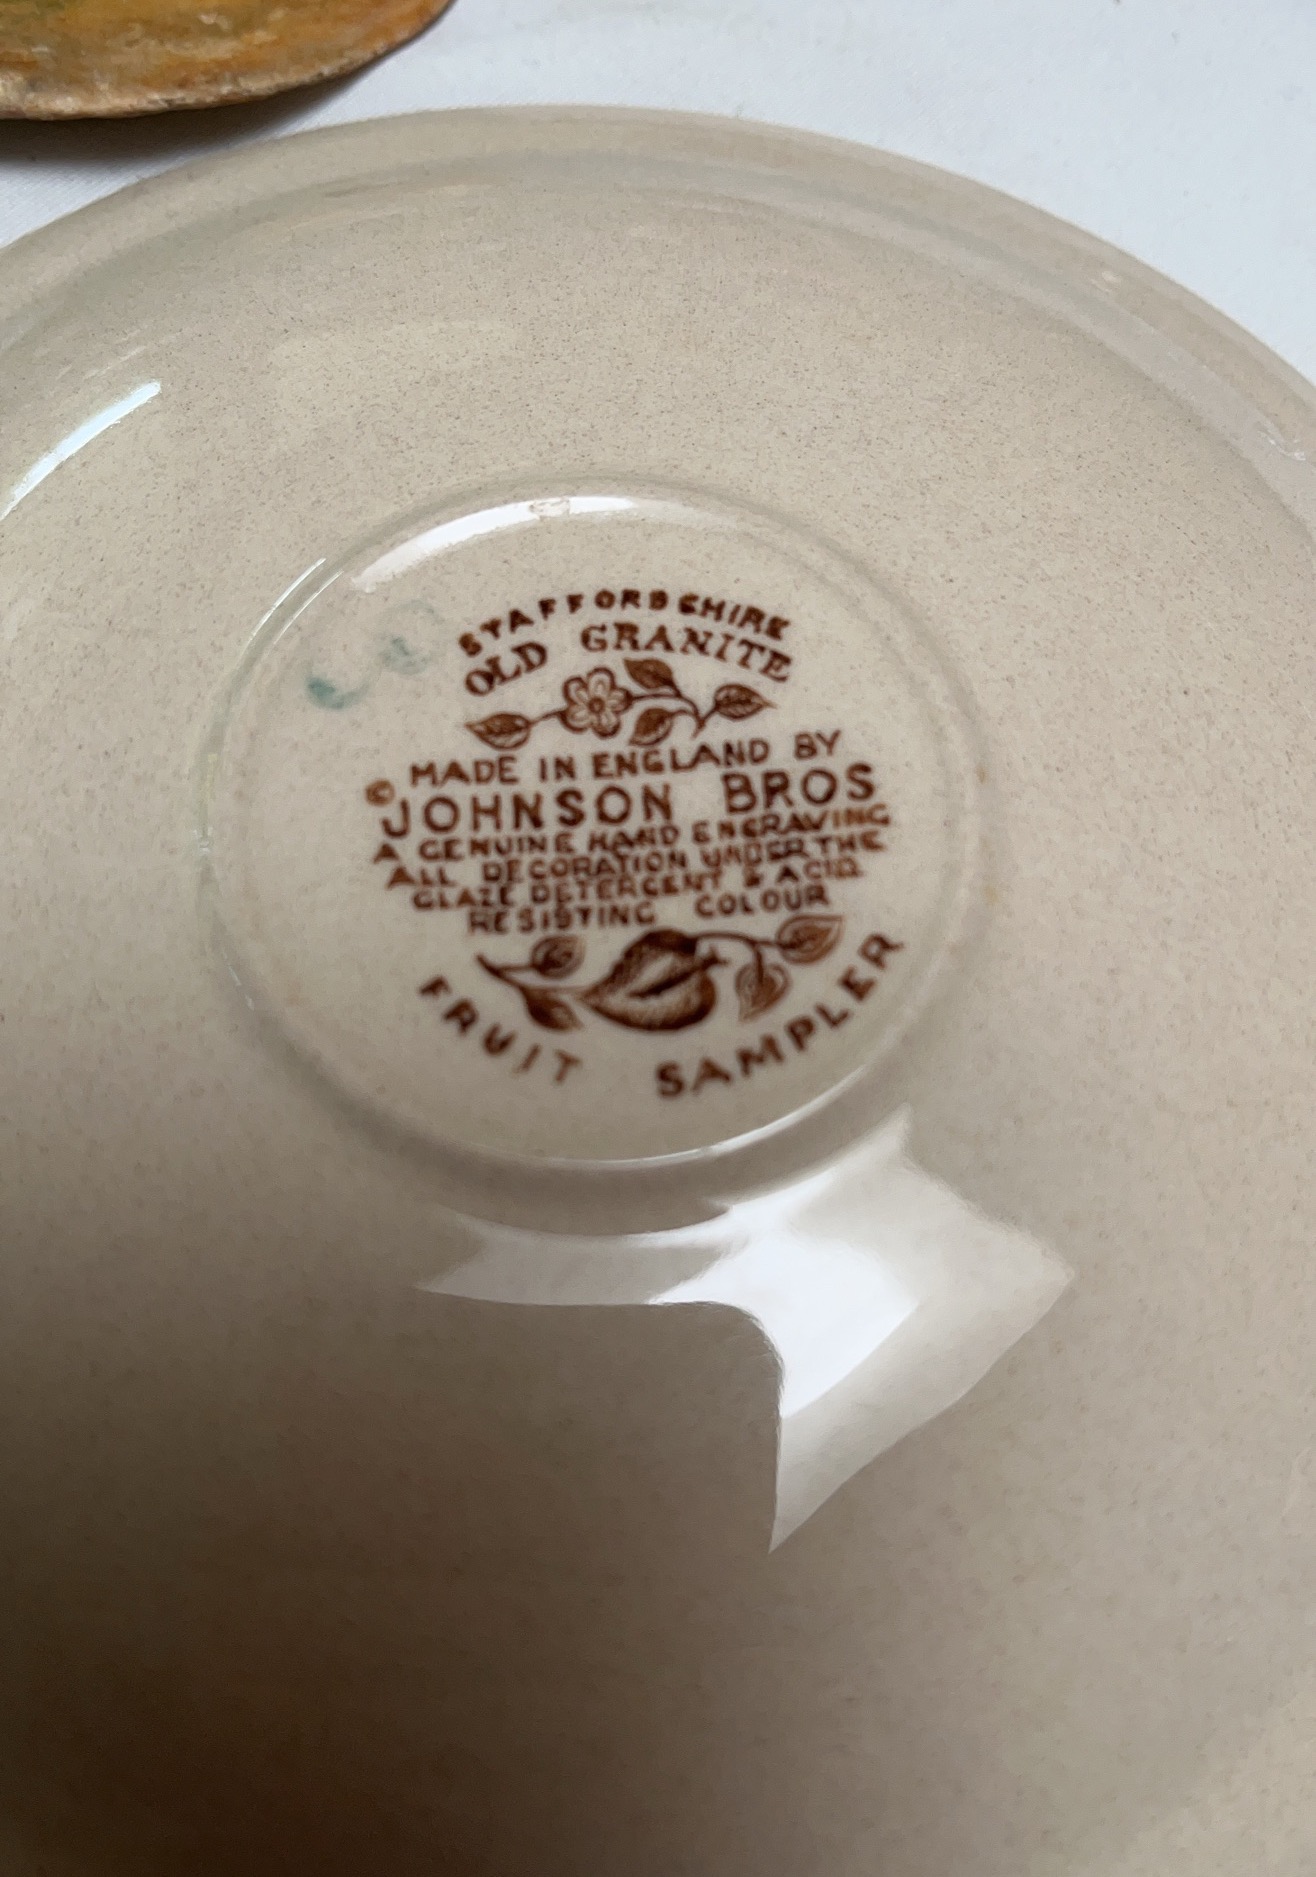 STAFFORDSHIRE
OLD GRANITE
MADE IN ENGLAND BY
© JOHNSON BROS
A GENUINE HAND ENGRAVING
ALL DECORATION UNDER THE
GLAZE DETERGENT & ACID
RESISTING COLOUR
FRUIT SAMPLER